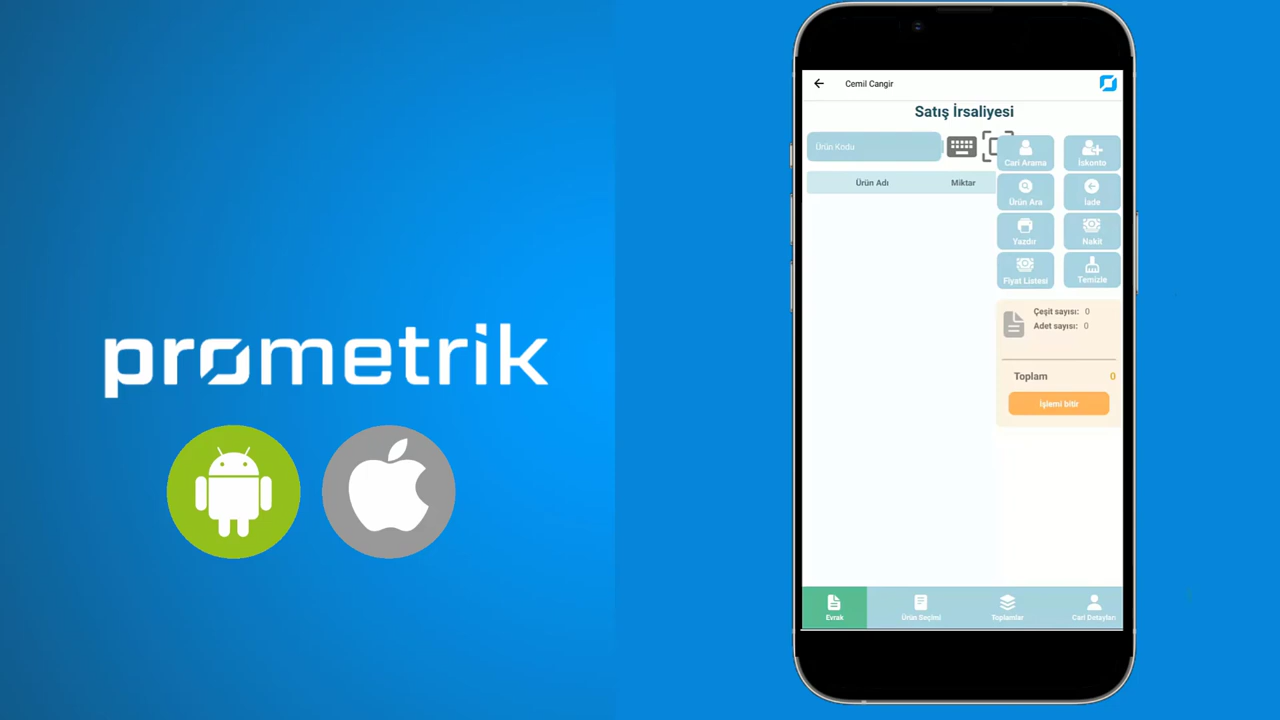 prometrik
Cemil Cangir
Satış İrsaliyesi
Ürün Kodu
Ürün Adı Miktar
Cari Arama İskonto
Ürün Ara İade
Yazdır Nakit
Fiyat Listesi Temizle
Çeşit sayısı: 0
Adet sayısı: 0
Toplam 0
İşlemi bitir
Evrak Ürün Seçimi Toplamlar Cari Detayları